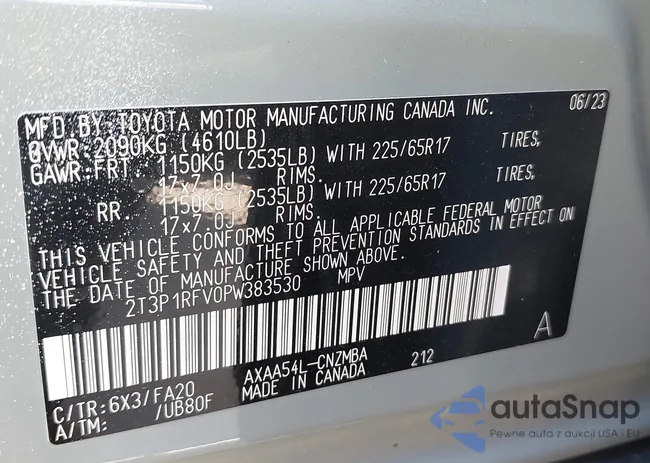 MFD.BY:TOYOTA MOTOR MANUFACTURING CANADA INC. 06/23
GVWR:2090KG (4610LB)
GAWR:FRT. 1150KG (2535LB) WITH 225/65R17 TIRES,
17x7.0J RIMS.
RR. 1150KG (2535LB) WITH 225/65R17 TIRES,
17x7.0J RIMS.
THIS VEHICLE CONFORMS TO ALL APPLICABLE FEDERAL MOTOR
VEHICLE SAFETY AND THEFT PREVENTION STANDARDS IN EFFECT ON
THE DATE OF MANUFACTURE SHOWN ABOVE.
2T3P1RFV0PW383530 MPV
A
C/TR:6X3/FA20 AXAA54L-CNZMBA 212
A/TM: /UB80F MADE IN CANADA
autaSnap
Pewne auta z aukcji USA i EU